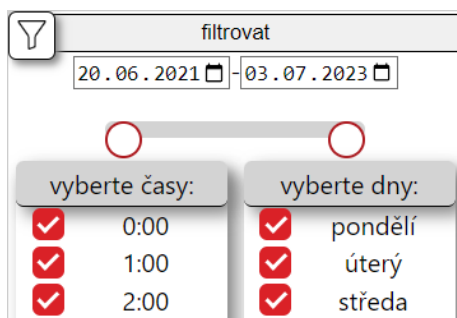 filtrovat
20.06.2021 - 03.07.2023
vyberte časy: vyberte dny:
0:00 pondělí
1:00 úterý
2:00 středa